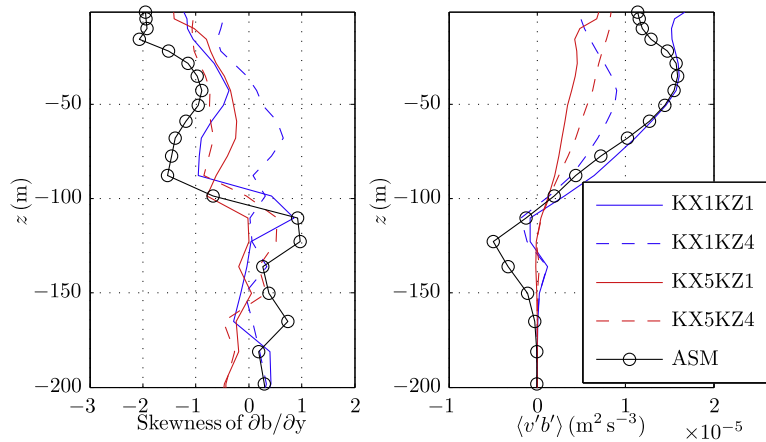 z (m)
−50
−100
−150
−200
−3
−2
−1
0
1
2
Skewness of ∂b/∂y
z (m)
−50
−100
−150
−200
0
1
2
×10⁻⁵
⟨v′b′⟩ (m² s⁻³)
KX1KZ1
KX1KZ4
KX5KZ1
KX5KZ4
ASM